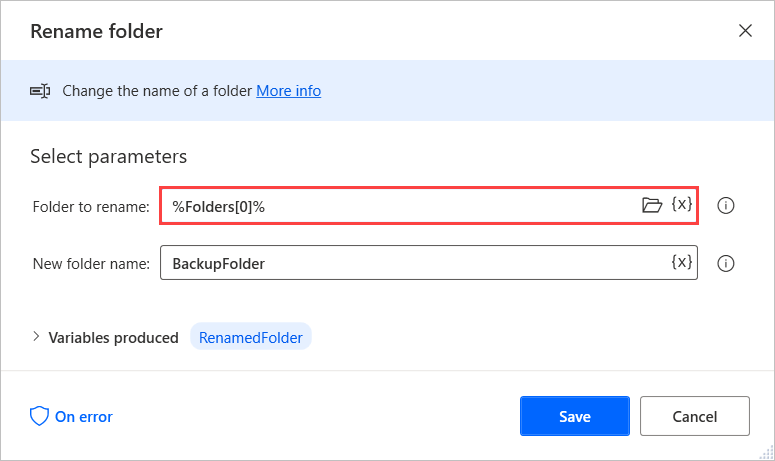 Rename folder
Change the name of a folder More info
Select parameters
Folder to rename: %Folders[0]% {x}
New folder name: BackupFolder {x}
Variables produced RenamedFolder
On error Save Cancel